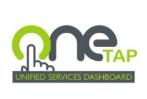 one
TAP
UNIFIED SERVICES DASHBOARD